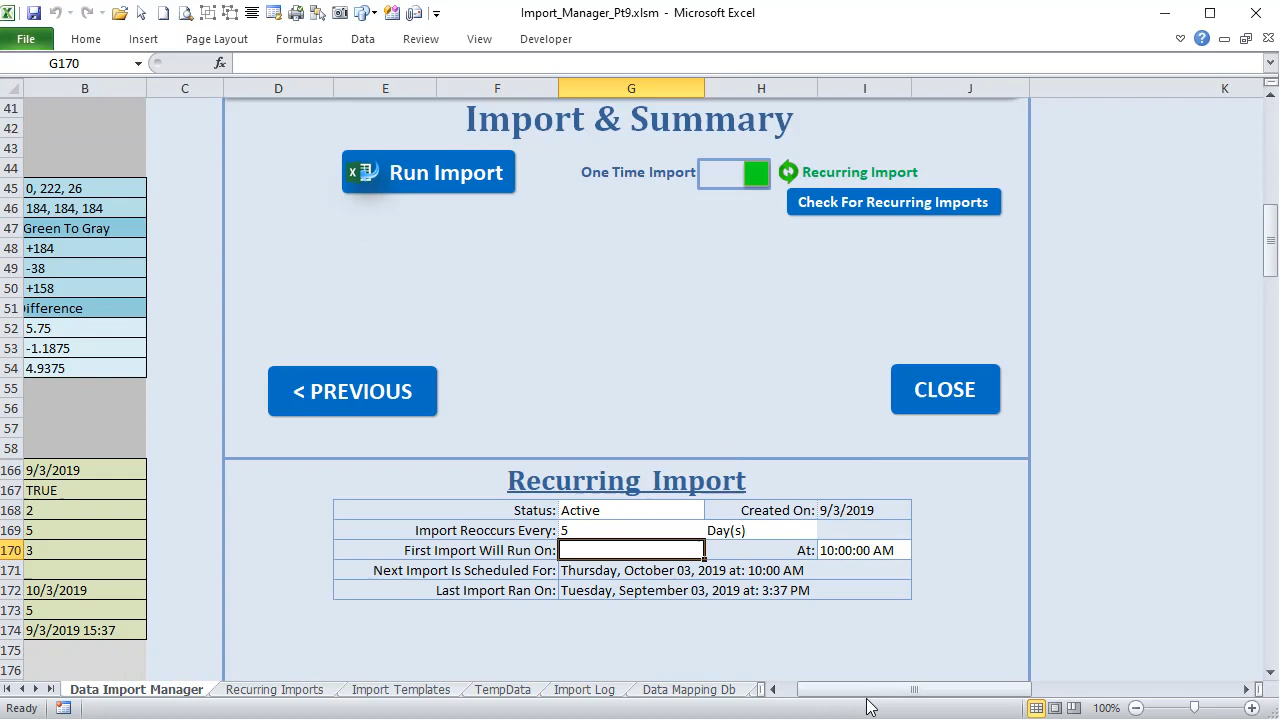 Import_Manager_Pt9.xlsm - Microsoft Excel
File Home Insert Page Layout Formulas Data Review View Developer
G170 fx
B C D E F G H I J K
41
42
43
44
45 0, 222, 26
46 184, 184, 184
47 Green To Gray
48 +184
49 -38
50 +158
51 ifference
52 5.75
53 -1.1875
54 4.9375
55
56
57
58
166 9/3/2019
167 TRUE
168 2
169 5
170 3
171
172 10/3/2019
173 5
174 9/3/2019 15:37
175
176
Import & Summary
Run Import One Time Import Recurring Import
Check For Recurring Imports
< PREVIOUS CLOSE
Recurring Import
Status: Active Created On: 9/3/2019
Import Reoccurs Every: 5 Day(s)
First Import Will Run On: At: 10:00:00 AM
Next Import Is Scheduled For: Thursday, October 03, 2019 at: 10:00 AM
Last Import Ran On: Tuesday, September 03, 2019 at: 3:37 PM
Data Import Manager Recurring Imports Import Templates TempData Import Log Data Mapping Db
Ready 100%